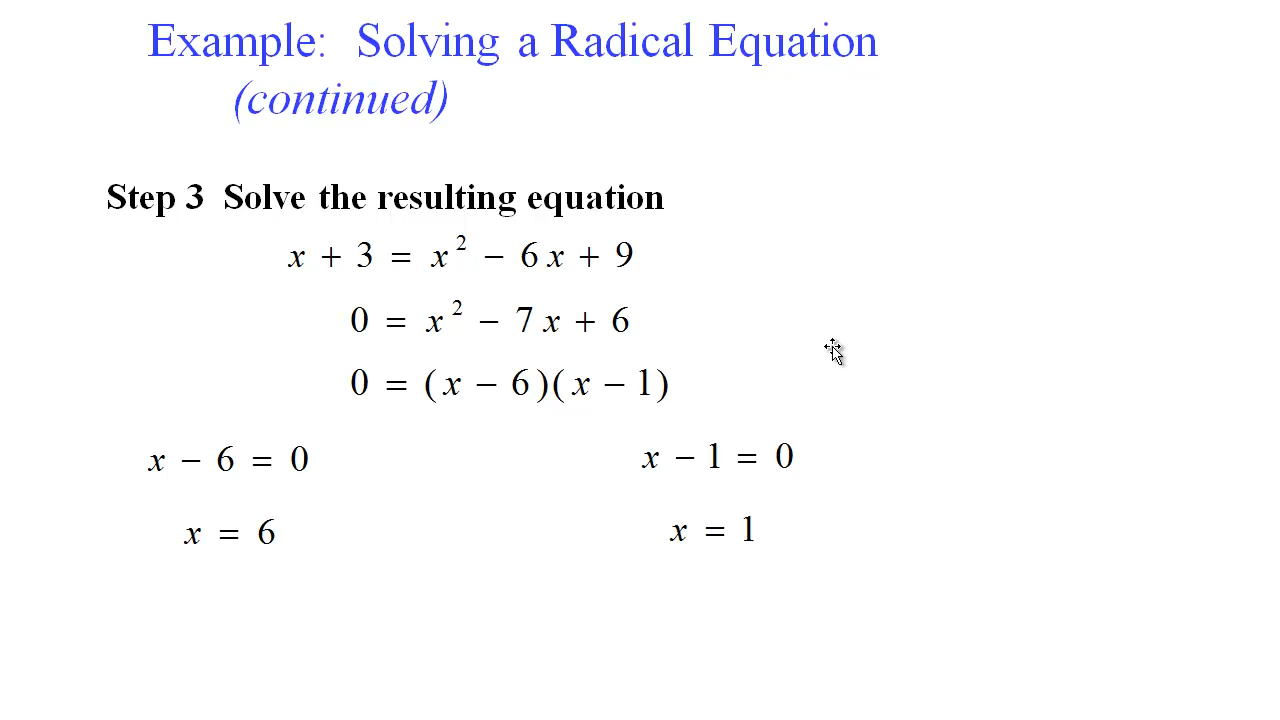 Example: Solving a Radical Equation
(continued)
Step 3 Solve the resulting equation
x + 3 = x² − 6x + 9
0 = x² − 7x + 6
0 = (x − 6)(x − 1)
x − 6 = 0
x − 1 = 0
x = 6
x = 1